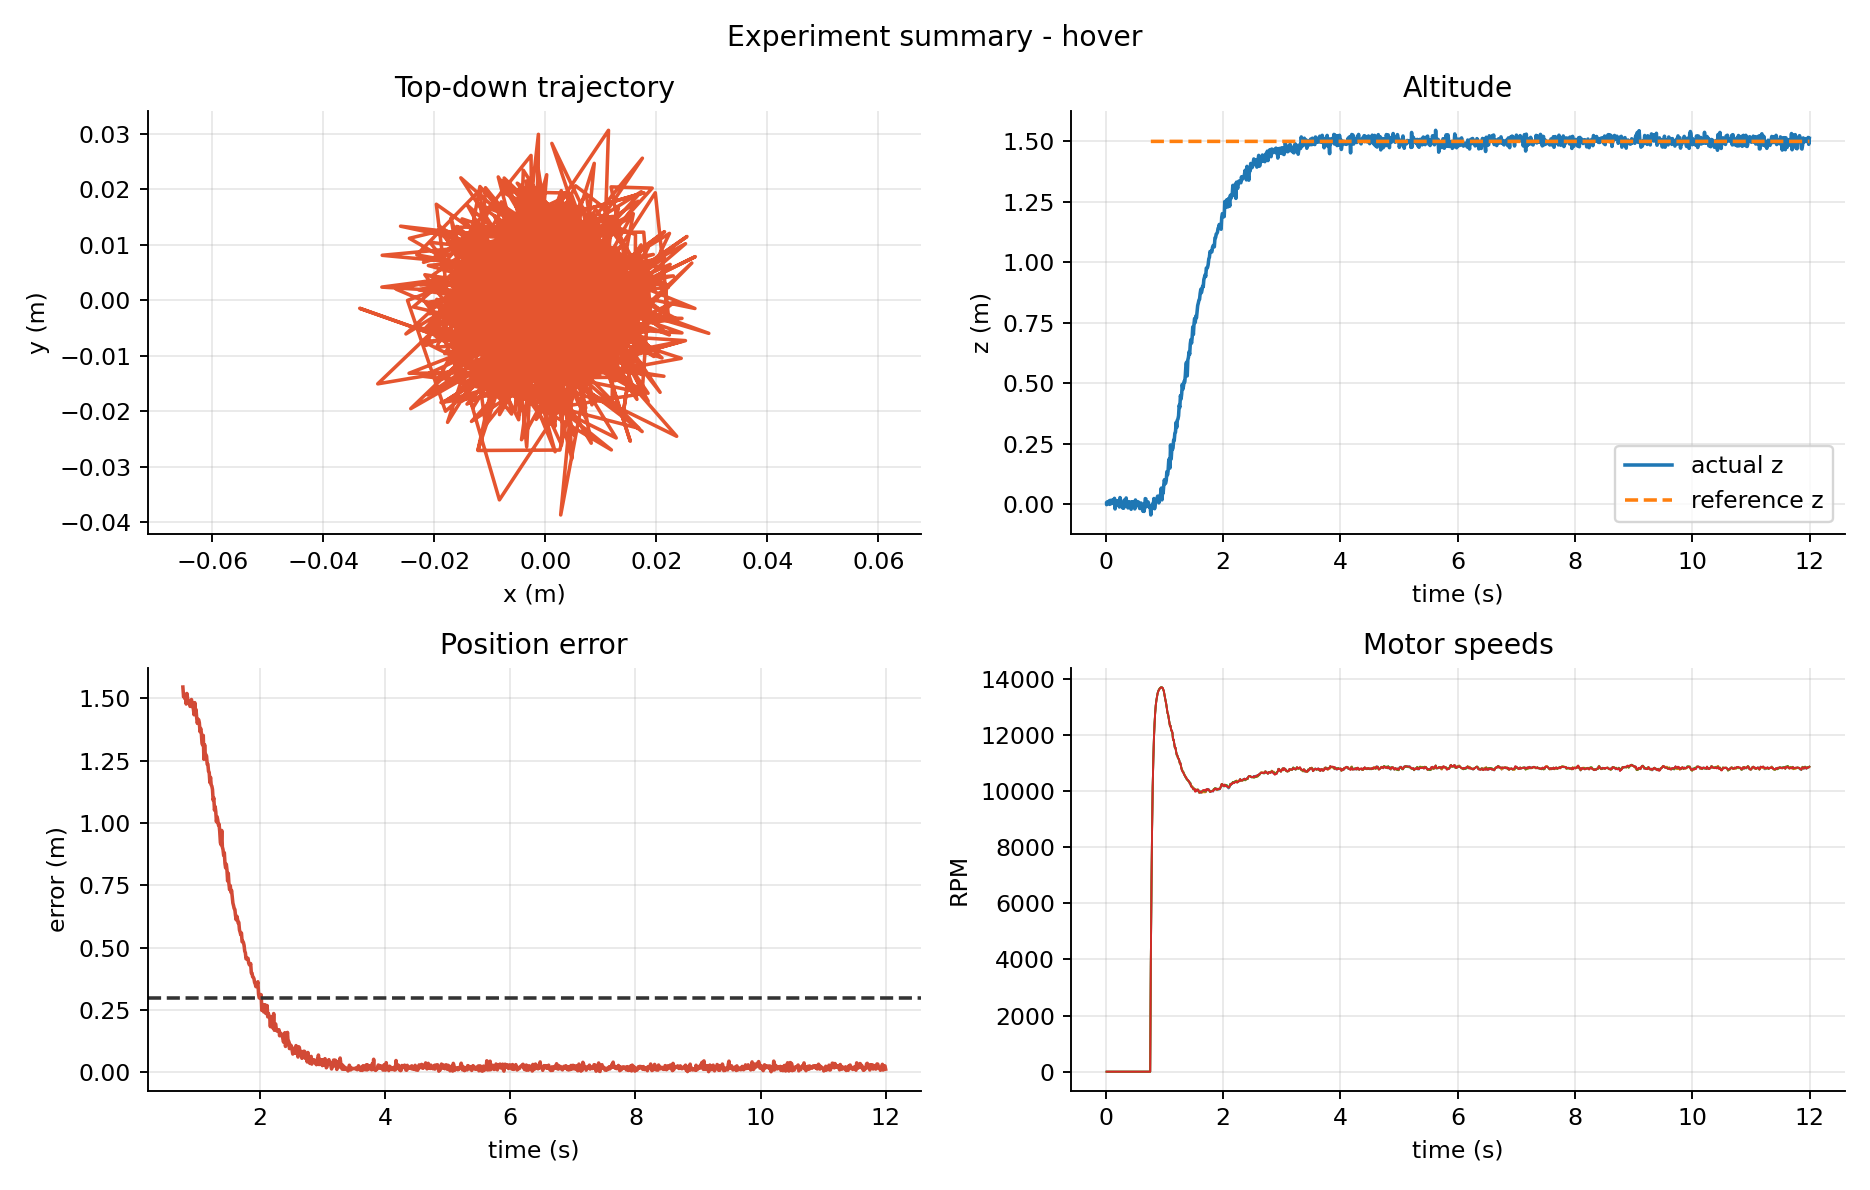 Experiment summary - hover
Top-down trajectory
0.03
0.02
0.01
0.00
−0.01
−0.02
−0.03
−0.04
y (m)
−0.06 −0.04 −0.02 0.00 0.02 0.04 0.06
x (m)
Altitude
1.50
1.25
1.00
0.75
0.50
0.25
0.00
z (m)
actual z
reference z
0 2 4 6 8 10 12
time (s)
Position error
1.50
1.25
1.00
0.75
0.50
0.25
0.00
error (m)
2 4 6 8 10 12
time (s)
Motor speeds
14000
12000
10000
8000
6000
4000
2000
0
RPM
0 2 4 6 8 10 12
time (s)